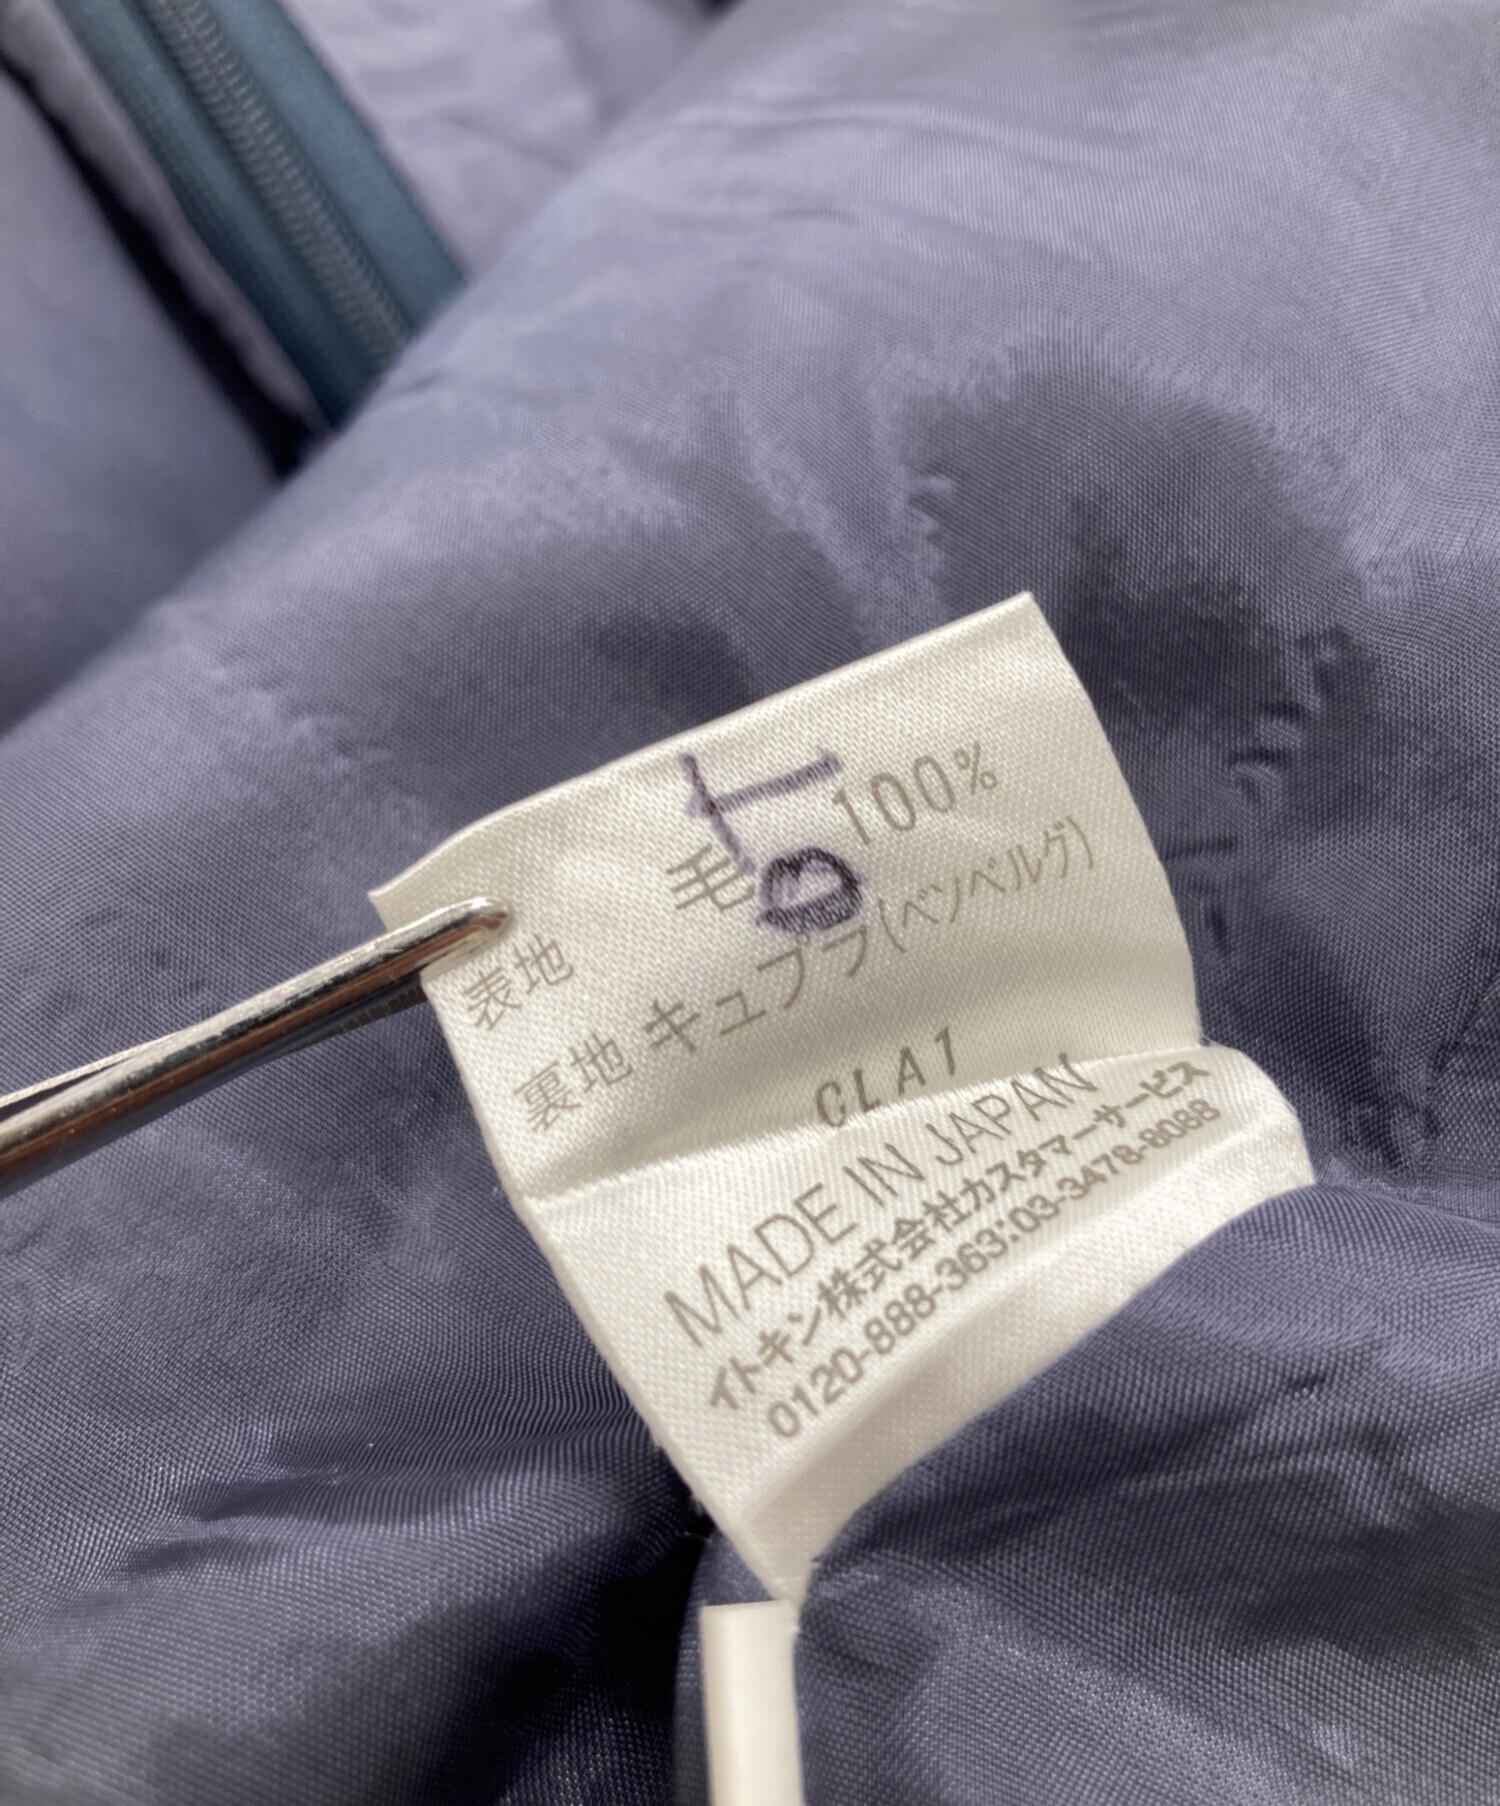 表地 毛 100%
裏地 キュプラ(ベンベルグ)
CLA1
MADE IN JAPAN
イトキン株式会社カスタマーサービス
0120-888-363:03-3478-8088